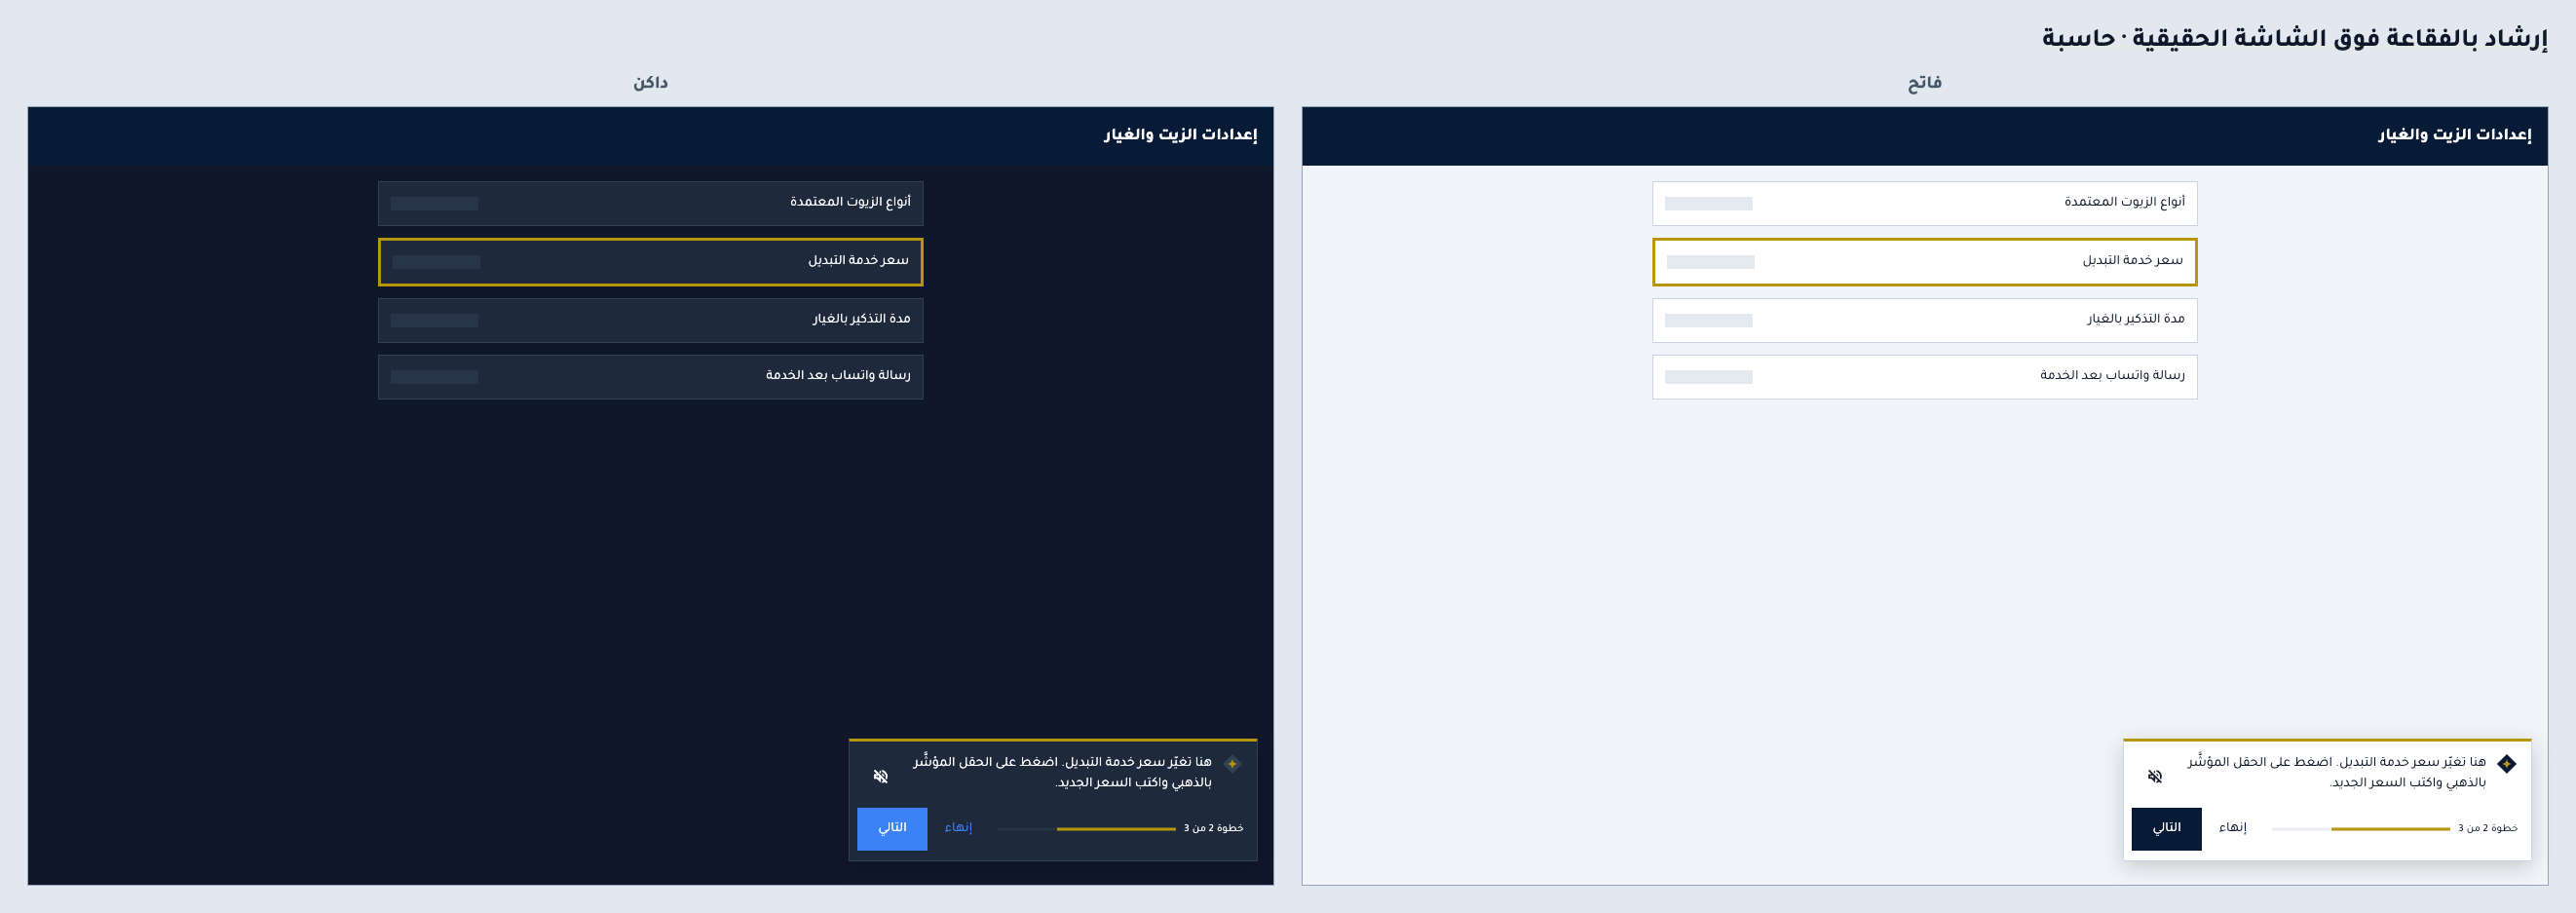 إرشاد بالفقاعة فوق الشاشة الحقيقية · حاسبة
فاتح
إعدادات الزيت والغيار
أنواع الزيوت المعتمدة
سعر خدمة التبديل
مدة التذكير بالغيار
رسالة واتساب بعد الخدمة
هنا تغيّر سعر خدمة التبديل. اضغط على الحقل المؤشَّر
بالذهبي واكتب السعر الجديد.
خطوة 2 من 3
إنهاء
التالي
داكن
إعدادات الزيت والغيار
أنواع الزيوت المعتمدة
سعر خدمة التبديل
مدة التذكير بالغيار
رسالة واتساب بعد الخدمة
هنا تغيّر سعر خدمة التبديل. اضغط على الحقل المؤشَّر
بالذهبي واكتب السعر الجديد.
خطوة 2 من 3
إنهاء
التالي